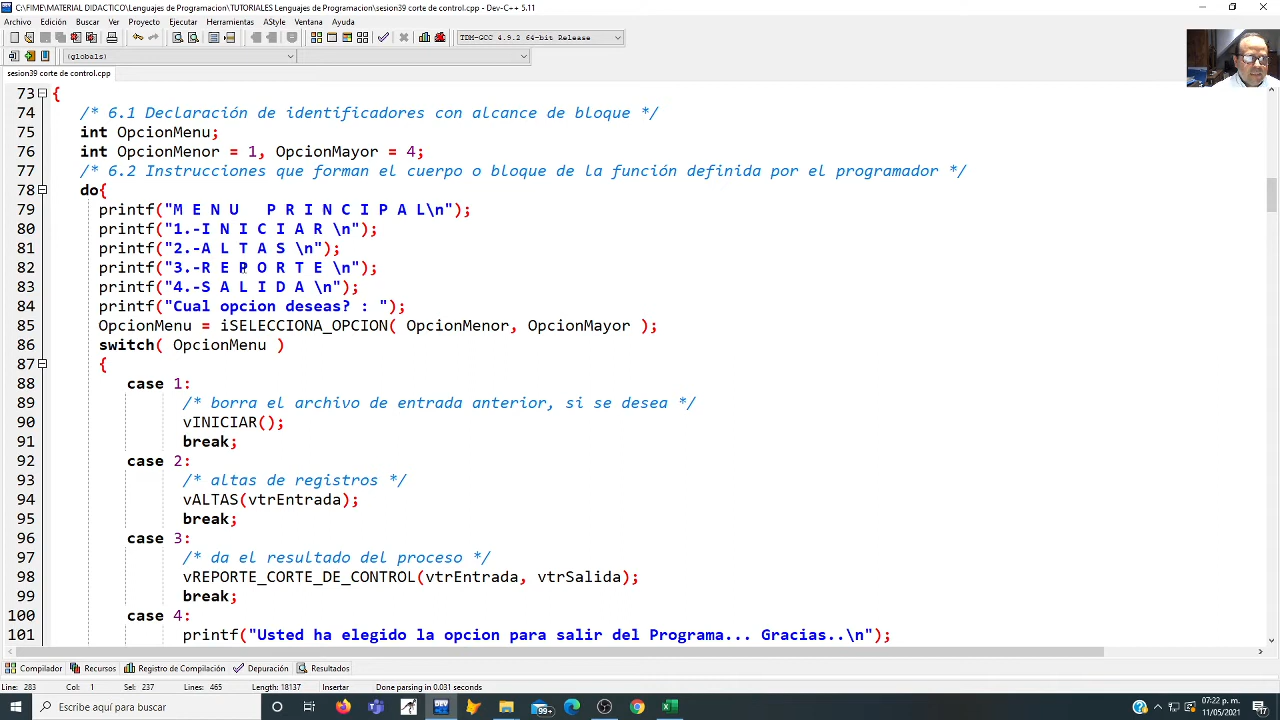 C:\FIME\MATERIAL DIDACTICO\Lenguajes de Programacion\TUTORIALES Lenguajes de Programacion\sesion39 corte de control.cpp - Dev-C++ 5.11
Archivo Edición Buscar Ver Proyecto Ejecutar Herramientas AStyle Ventana Ayuda
TDM-GCC 4.9.2 64-bit Release
(globals)
sesion39 corte de control.cpp
73 {
74 /* 6.1 Declaración de identificadores con alcance de bloque */
75 int OpcionMenu;
76 int OpcionMenor = 1, OpcionMayor = 4;
77 /* 6.2 Instrucciones que forman el cuerpo o bloque de la función definida por el programador */
78 do{
79 printf("M E N U   P R I N C I P A L\n");
80 printf("1.-I N I C I A R \n");
81 printf("2.-A L T A S \n");
82 printf("3.-R E P O R T E \n");
83 printf("4.-S A L I D A \n");
84 printf("Cual opcion deseas? : ");
85 OpcionMenu = iSELECCIONA_OPCION( OpcionMenor, OpcionMayor );
86 switch( OpcionMenu )
87 {
88 case 1:
89 /* borra el archivo de entrada anterior, si se desea */
90 vINICIAR();
91 break;
92 case 2:
93 /* altas de registros */
94 vALTAS(vtrEntrada);
95 break;
96 case 3:
97 /* da el resultado del proceso */
98 vREPORTE_CORTE_DE_CONTROL(vtrEntrada, vtrSalida);
99 break;
100 case 4:
101 printf("Usted ha elegido la opcion para salir del Programa... Gracias..\n");
Compilador Recursos Registro de Compilación Depuración Resultados
Line: 283 Col: 1 Sel: 237 Lines: 465 Length: 18137 Insertar Done parsing in 0.031 seconds
Escribe aquí para buscar
99+
07:22 p. m.
11/05/2021
17